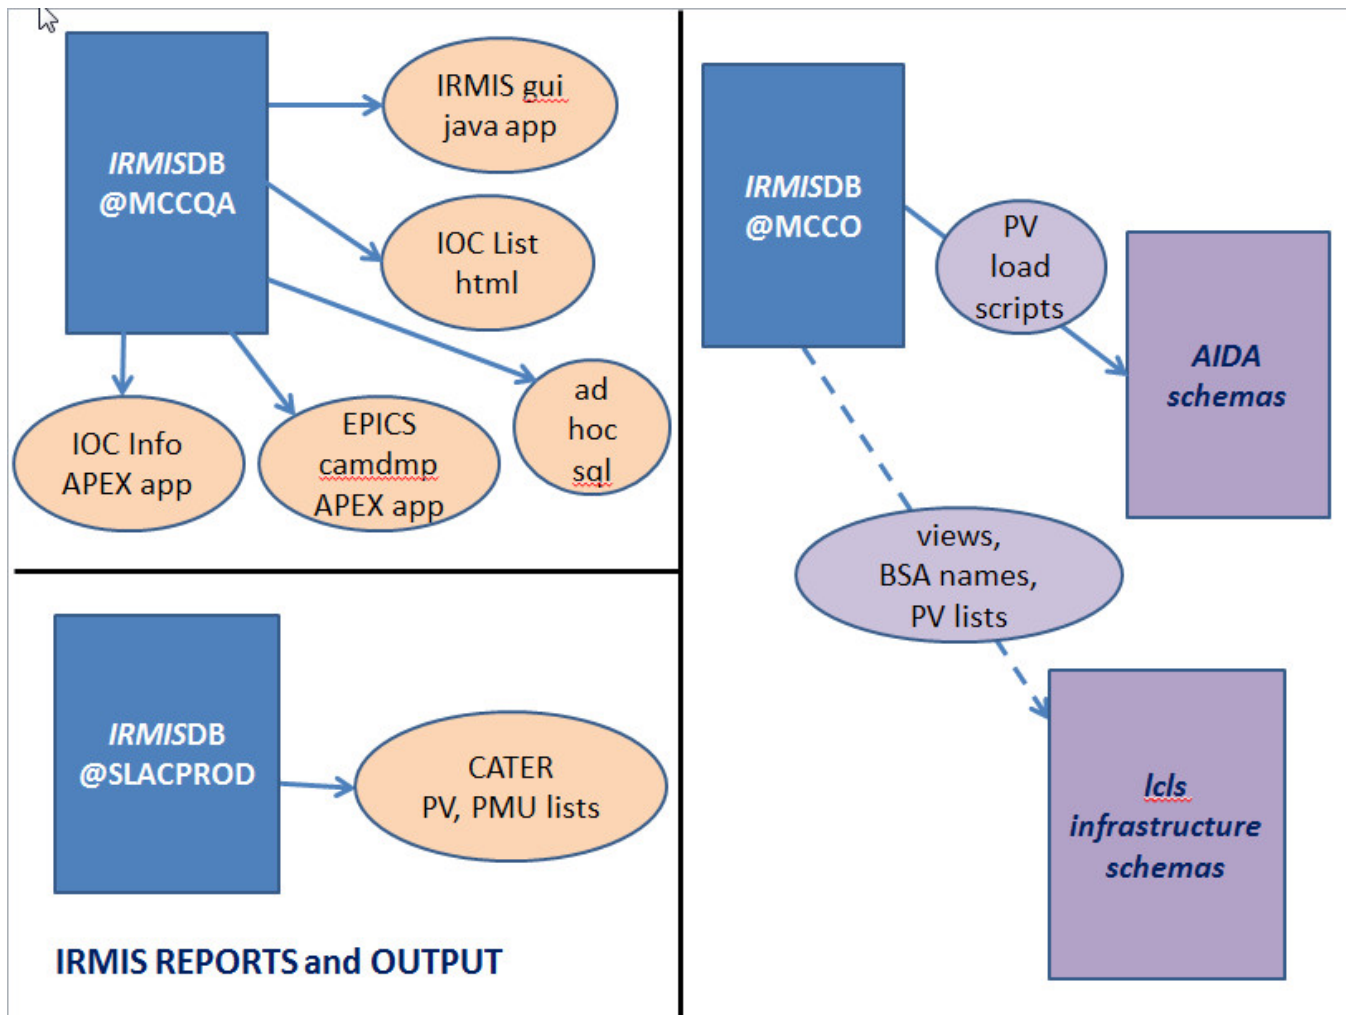 IRMISDB
@MCCQA
IRMIS gui
java app
IOC List
html
ad
hoc
sql
EPICS
camdmp
APEX app
IOC Info
APEX app
IRMISDB
@SLACPROD
CATER
PV, PMU lists
IRMIS REPORTS and OUTPUT
IRMISDB
@MCCO
PV
load
scripts
AIDA
schemas
views,
BSA names,
PV lists
lcls
infrastructure
schemas